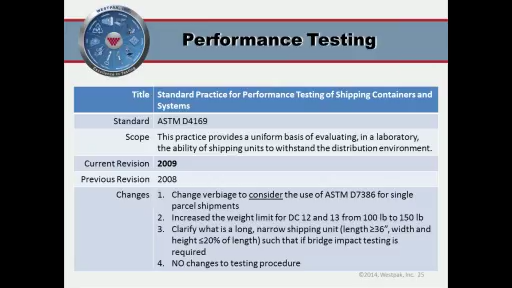 WESTPAK, INC.
Excellence in Testing
Performance Testing
Title Standard Practice for Performance Testing of Shipping Containers and
Systems
Standard ASTM D4169
Scope This practice provides a uniform basis of evaluating, in a laboratory,
the ability of shipping units to withstand the distribution environment.
Current Revision 2009
Previous Revision 2008
Changes 1. Change verbiage to consider the use of ASTM D7386 for single
parcel shipments
2. Increased the weight limit for DC 12 and 13 from 100 lb to 150 lb
3. Clarify what is a long, narrow shipping unit (length ≥36", width and
height ≤20% of length) such that if bridge impact testing is
required
4. NO changes to testing procedure
©2014, Westpak, Inc. 25